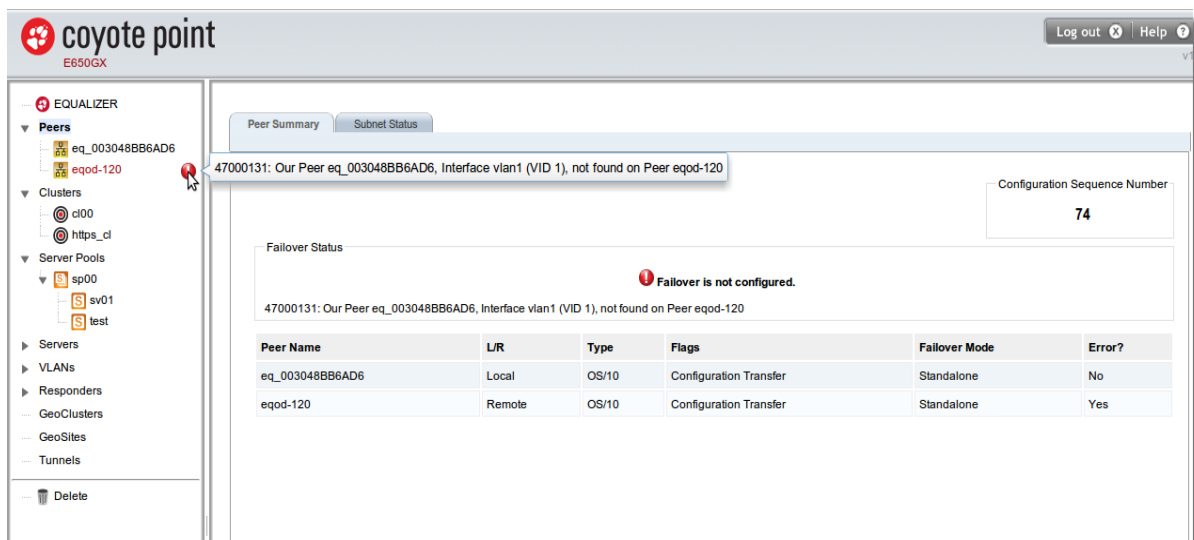 coyote point
E650GX
Log out Help ?
v1
EQUALIZER
Peers
eq_003048BB6AD6
eqod-120
Clusters
cl00
https_cl
Server Pools
sp00
sv01
test
Servers
VLANs
Responders
GeoClusters
GeoSites
Tunnels
Delete
Peer Summary Subnet Status
47000131: Our Peer eq_003048BB6AD6, Interface vlan1 (VID 1), not found on Peer eqod-120
Configuration Sequence Number
74
Failover Status
Failover is not configured.
47000131: Our Peer eq_003048BB6AD6, Interface vlan1 (VID 1), not found on Peer eqod-120
Peer Name L/R Type Flags Failover Mode Error?
eq_003048BB6AD6 Local OS/10 Configuration Transfer Standalone No
eqod-120 Remote OS/10 Configuration Transfer Standalone Yes